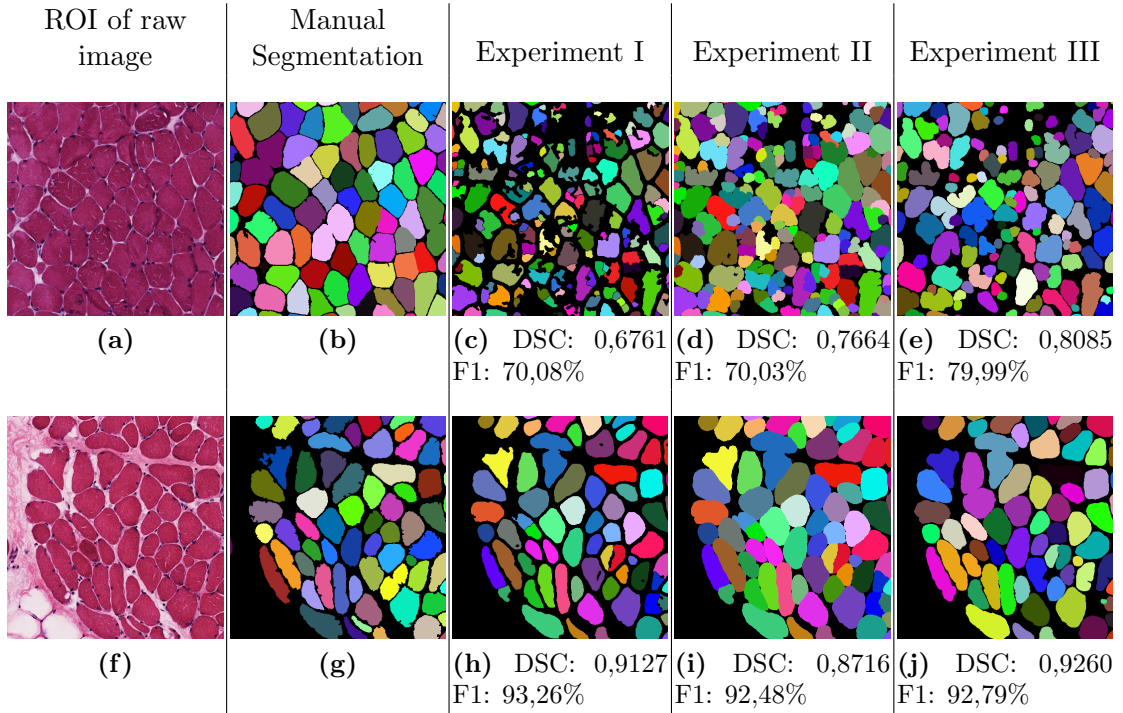 ROI of raw
image
Manual
Segmentation
Experiment I
Experiment II
Experiment III
(a)
(b)
(c) DSC: 0,6761
F1: 70,08%
(d) DSC: 0,7664
F1: 70,03%
(e) DSC: 0,8085
F1: 79,99%
(f)
(g)
(h) DSC: 0,9127
F1: 93,26%
(i) DSC: 0,8716
F1: 92,48%
(j) DSC: 0,9260
F1: 92,79%